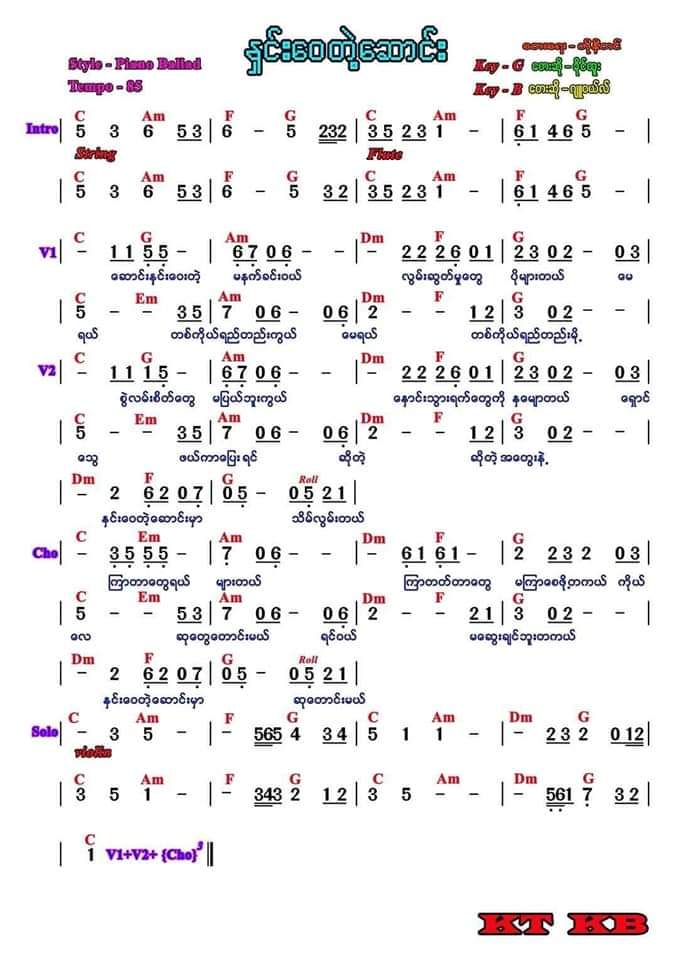 နှင်းဝေတဲ့ဆောင်း
Style - Piano Ballad
Tempo - 85
Key - G တေးဆို - ခိုင်ထူး
Key - B တေးဆို - ဂျူဝယ်လ်
C Am F G C Am F G
Intro | 5 3 6 53 | 6 - 5 232 | 35 23 1 - | 61 46 5 - |
String Flute
C Am F G C Am F G
| 5 3 6 53 | 6 - 5 32 | 35 23 1 - | 61 46 5 - |
C G Am Dm F G
V1 | - 11 55 - | 67 06 - - | - 22 26 01 | 23 02 - 03 |
ဆောင်းနှင်းဝေးတဲ့ မနက်ခင်းဝယ် လွမ်းဆွတ်မှုတွေ ပိုများတယ် မေ
C Em Am Dm F G
| 5 - - 35 | 7 06 - 06 | 2 - - 12 | 3 02 - - |
ရယ် တစ်ကိုယ်ရည်တည်းကွယ် မေရယ် တစ်ကိုယ်ရည်တည်းမို့
C G Am Dm F G
V2 | - 11 15 - | 67 06 - - | - 22 26 01 | 23 02 - 03 |
စွဲလမ်းစိတ်တွေ မပြယ်ဘူးကွယ် နောင်းသွားရက်တွေကို နှမျောတယ် ရှောင်
C Em Am Dm F G
| 5 - - 35 | 7 06 - 06 | 2 - - 12 | 3 02 - - |
သွေ ဖယ်ကာပြေးရင် ဆိုတဲ့ ဆိုတဲ့ အတွေးနဲ့
Dm F G Roll
| - 2 62 07 | 05 - 05 21 |
နှင်းဝေတဲ့ဆောင်းမှာ သိမ်လွမ်းတယ်
C Em Am Dm F G
Cho | - 35 55 - | 7 06 - - | - 61 61 - | 2 232 03 |
ကြာတာတွေရယ် များတယ် ကြာတတ်တာတွေ မကြာစေဖို့တကယ် ကိုယ်
C Em Am Dm F G
| 5 - - 53 | 7 06 - 06 | 2 - - 21 | 3 02 - - |
လေ ဆုတွေတောင်းမယ် ရင်ဝယ် မဆွေးချင်ဘူးတကယ်
Dm F G Roll
| - 2 62 07 | 05 - 05 21 |
နှင်းဝေတဲ့ဆောင်းမှာ ဆုတောင်းမယ်
C Am F G C Am Dm G
Solo | - 3 5 - | - 565 4 34 | 5 1 1 - | - 23 2 012 |
violin
C Am F G C Am Dm G
| 3 5 1 - | - 343 2 12 | 3 5 - - | - 561 7 32 |
C
| 1 V1+V2+ {Cho}3 ||
KT KB